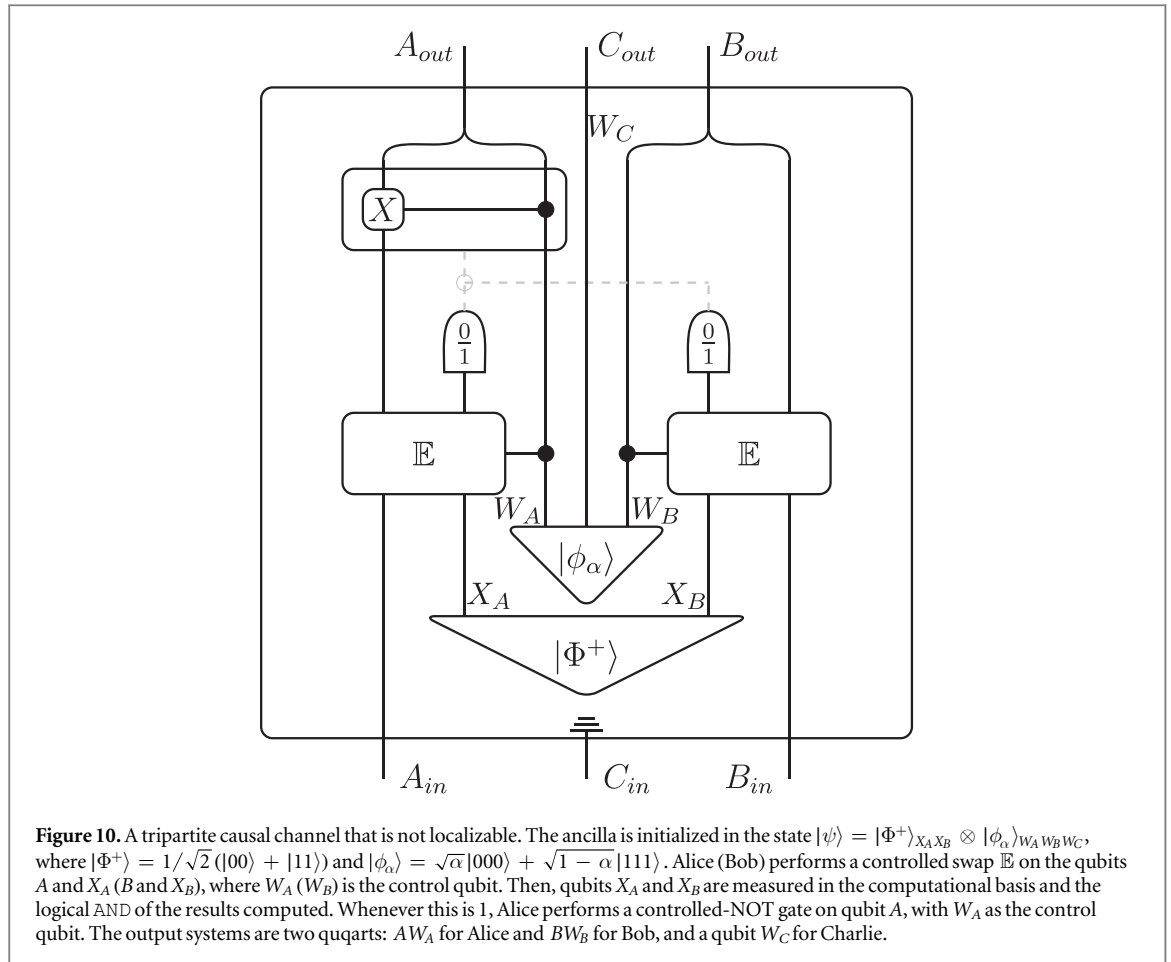 A_{out} C_{out} B_{out}
W_C
X
0/1 0/1
𝔼 𝔼
W_A W_B
|ϕ_α⟩
X_A X_B
|Φ^+⟩
A_{in} C_{in} B_{in}
Figure 10. A tripartite causal channel that is not localizable. The ancilla is initialized in the state |ψ⟩ = |Φ^+⟩_{X_A X_B} ⊗ |ϕ_α⟩_{W_A W_B W_C},
where |Φ^+⟩ = 1/√2 (|00⟩ + |11⟩) and |ϕ_α⟩ = √α |000⟩ + √(1 − α) |111⟩. Alice (Bob) performs a controlled swap 𝔼 on the qubits
A and X_A (B and X_B), where W_A (W_B) is the control qubit. Then, qubits X_A and X_B are measured in the computational basis and the
logical AND of the results computed. Whenever this is 1, Alice performs a controlled-NOT gate on qubit A, with W_A as the control
qubit. The output systems are two ququarts: AW_A for Alice and BW_B for Bob, and a qubit W_C for Charlie.